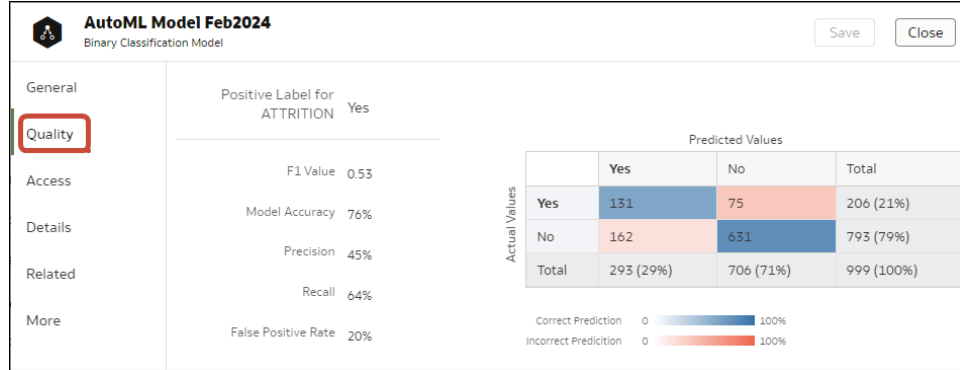 AutoML Model Feb2024
Binary Classification Model
Save
Close
General
Quality
Access
Details
Related
More
Positive Label for
ATTRITION
Yes
F1 Value 0.53
Model Accuracy 76%
Precision 45%
Recall 64%
False Positive Rate 20%
Predicted Values
Actual Values
Yes No Total
Yes 131 75 206 (21%)
No 162 631 793 (79%)
Total 293 (29%) 706 (71%) 999 (100%)
Correct Prediction 0 100%
Incorrect Predicition 0 100%